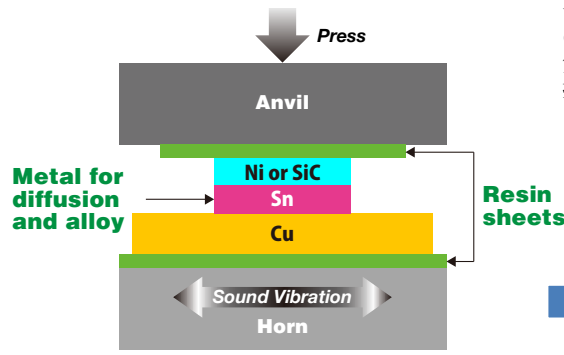 Press
Anvil
Metal for
diffusion
and alloy
Ni or SiC
Sn
Cu
Resin
sheets
Sound Vibration
Horn